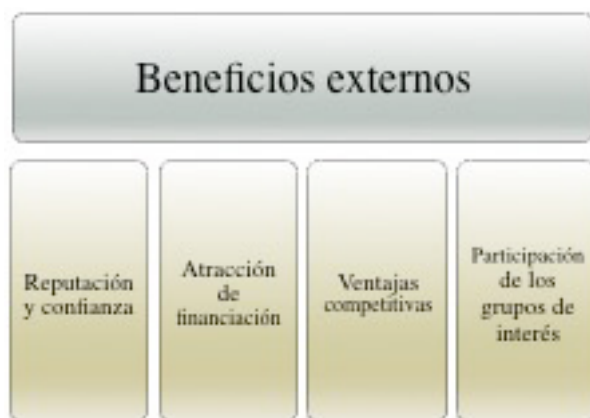 Beneficios externos
Reputación
y confianza
Atracción
de
financiación
Ventajas
competitivas
Participación
de los
grupos de
interés